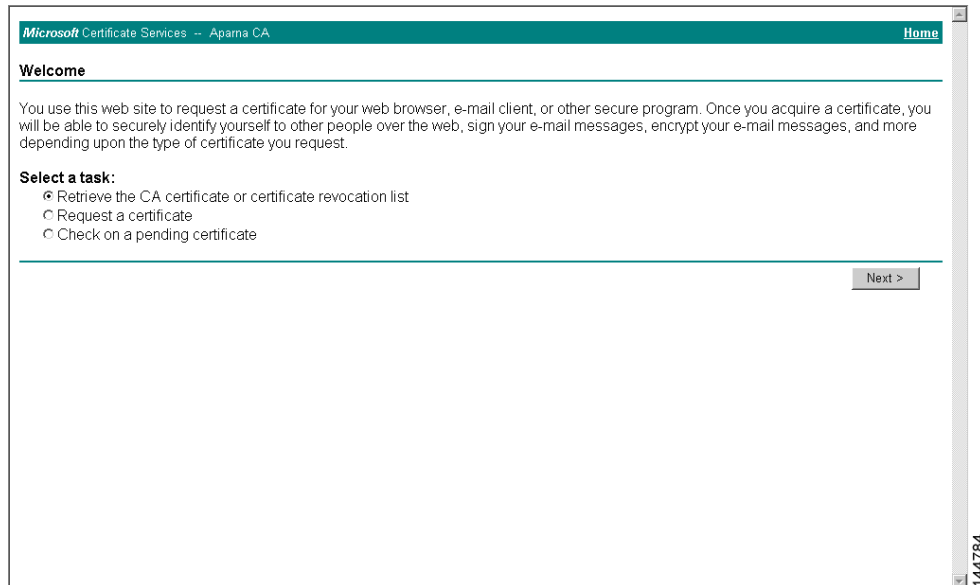 Microsoft Certificate Services -- Aparna CA Home
Welcome
You use this web site to request a certificate for your web browser, e-mail client, or other secure program. Once you acquire a certificate, you
will be able to securely identify yourself to other people over the web, sign your e-mail messages, encrypt your e-mail messages, and more
depending upon the type of certificate you request.
Select a task:
Retrieve the CA certificate or certificate revocation list
Request a certificate
Check on a pending certificate
Next >